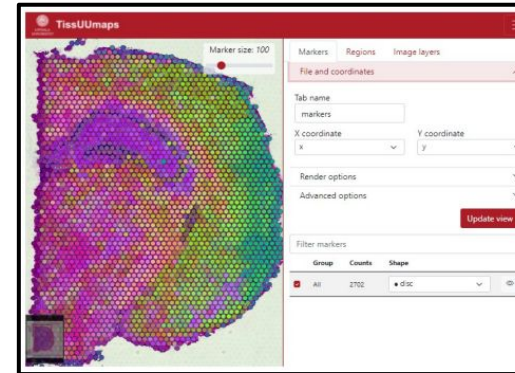 TissUUmaps
Marker size: 100
Markers Regions Image layers
File and coordinates
Tab name
markers
X coordinate Y coordinate
x y
Render options
Advanced options
Update view
Filter markers
Group Counts Shape
All 2702 disc